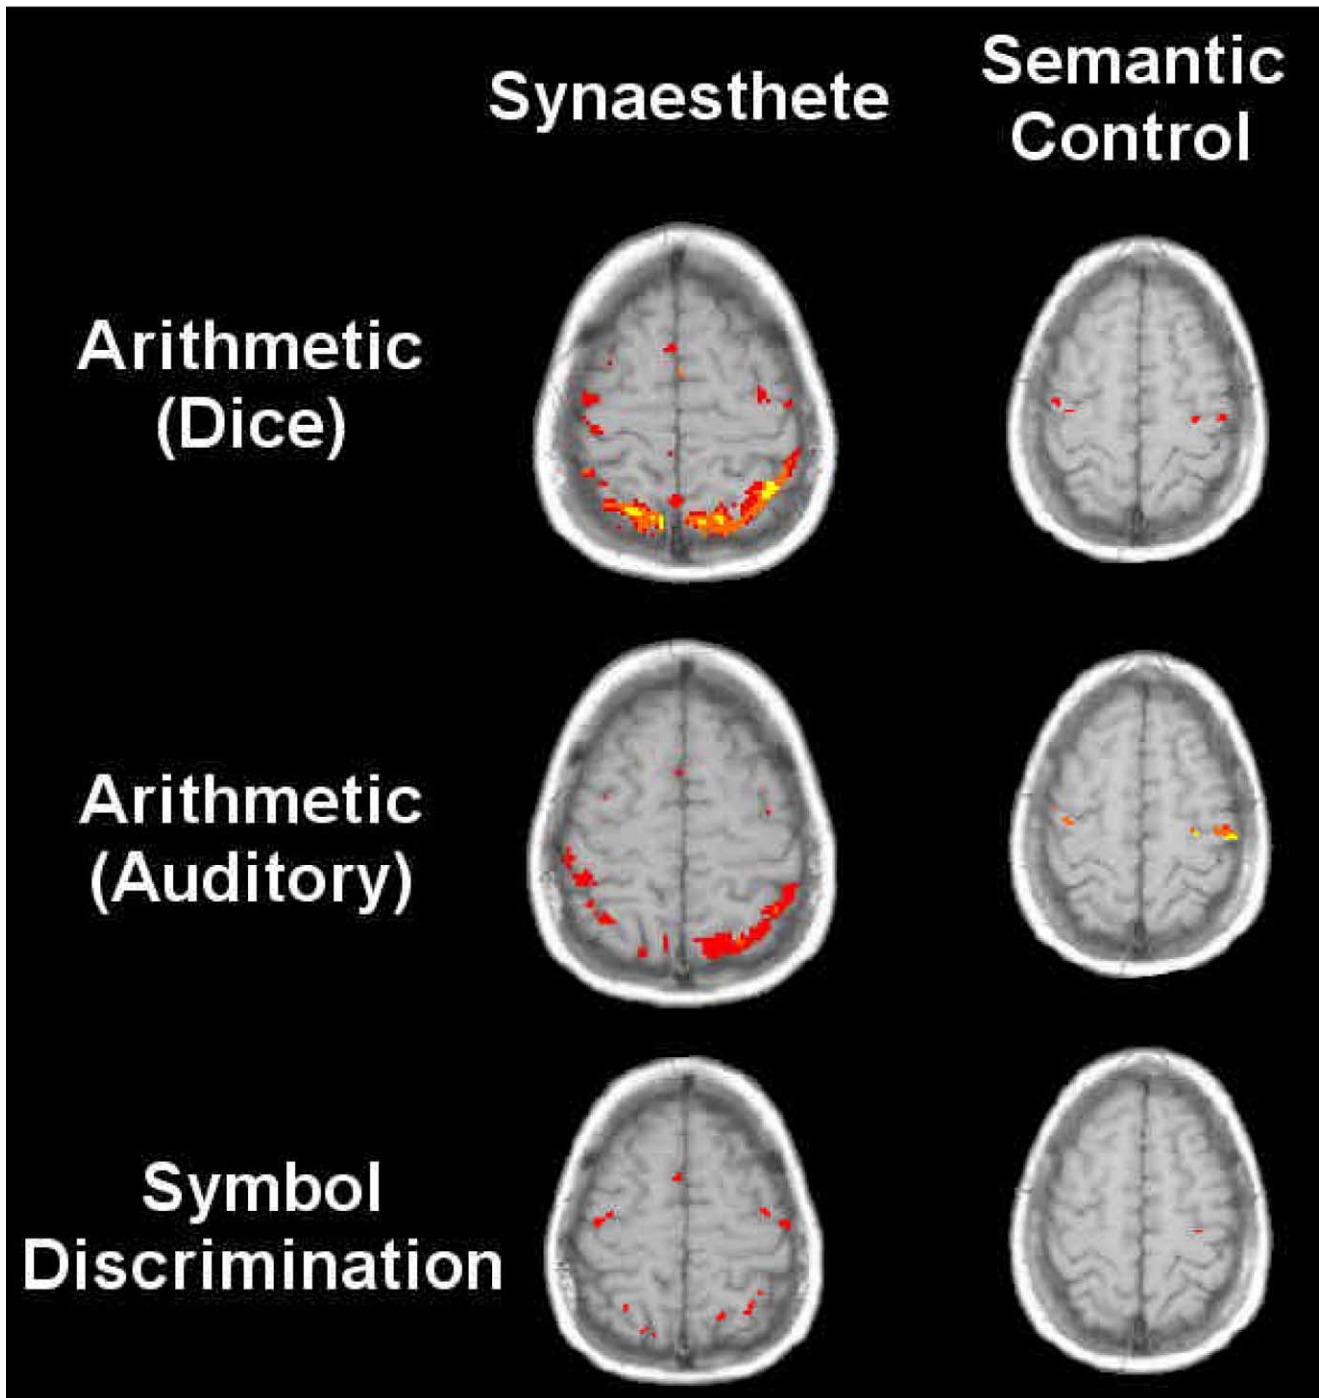 Synaesthete
Semantic
Control
Arithmetic
(Dice)
Arithmetic
(Auditory)
Symbol
Discrimination